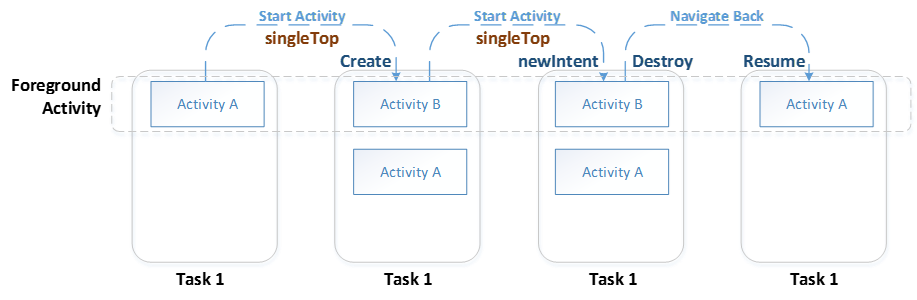 Start Activity
Start Activity
Navigate Back
singleTop
singleTop
Create
newIntent
Destroy
Resume
Foreground
Activity
Activity A
Activity B
Activity B
Activity A
Activity A
Activity A
Task 1
Task 1
Task 1
Task 1